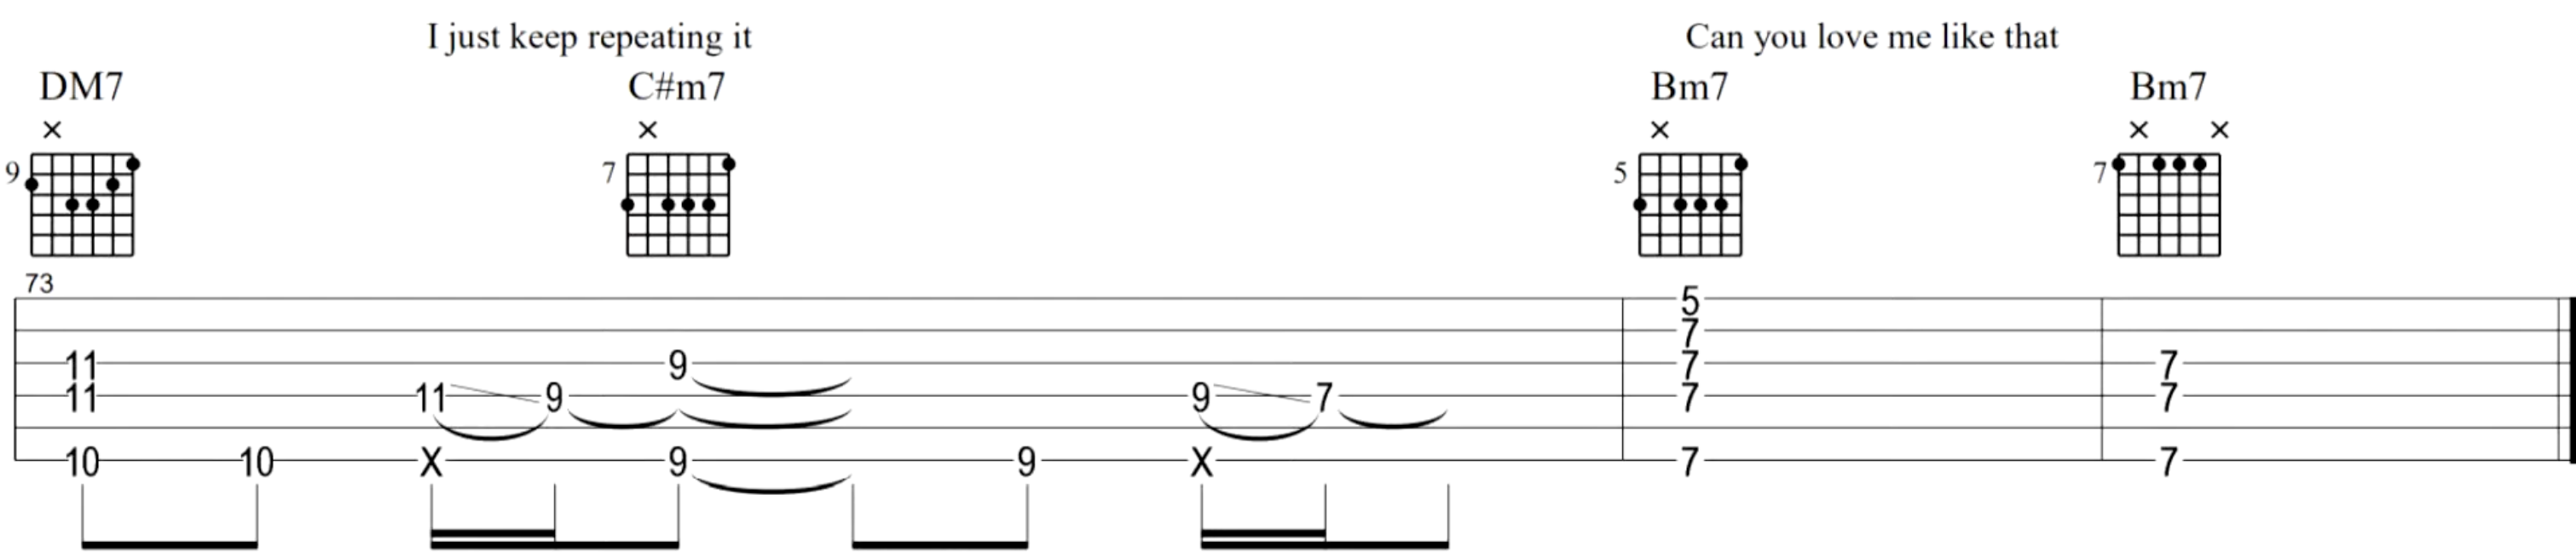 I just keep repeating it Can you love me like that
DM7 C#m7 Bm7 Bm7
× × × × ×
9 7 5 7
73
5
7
11 9 7 7
11 11 9 9 7 7 7
10 10 X 9 9 X 7 7